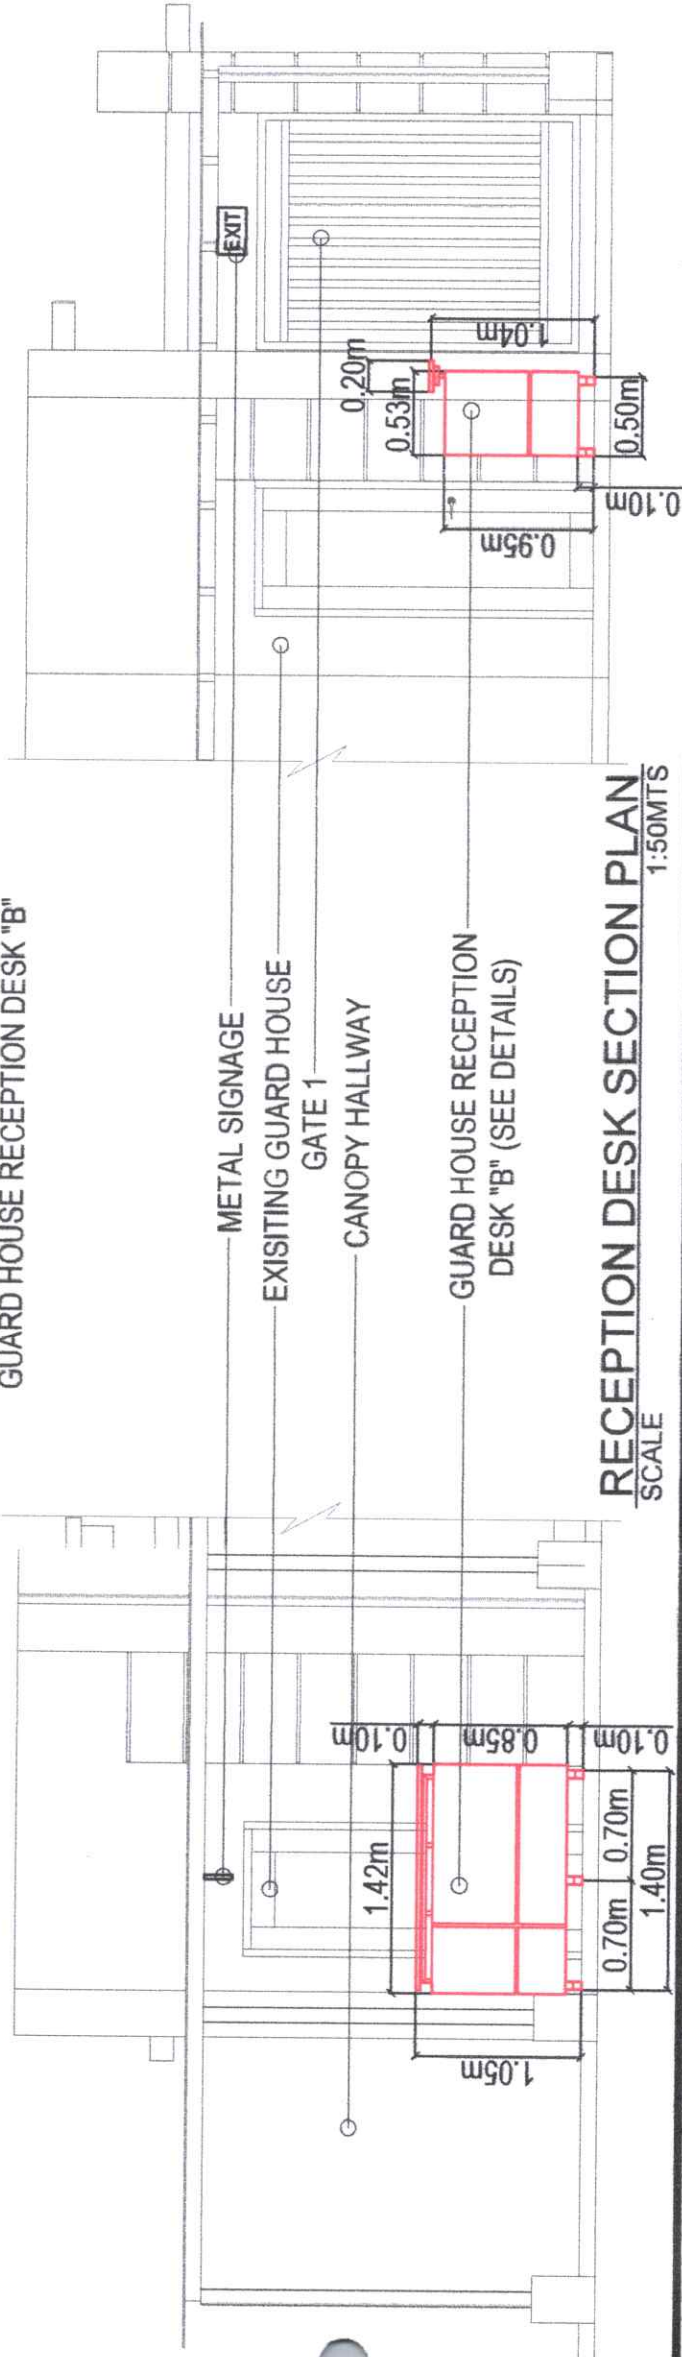 GUARD HOUSE RECEPTION DESK "B"
METAL SIGNAGE
EXISITING GUARD HOUSE
GATE 1
CANOPY HALLWAY
GUARD HOUSE RECEPTION
DESK "B" (SEE DETAILS)
1.42m
0.10m
0.85m
0.10m
1.05m
0.70m
0.70m
1.40m
EXIT
0.20m
0.53m
1.04m
0.95m
0.50m
0.10m
RECEPTION DESK SECTION PLAN
SCALE 1:50MTS